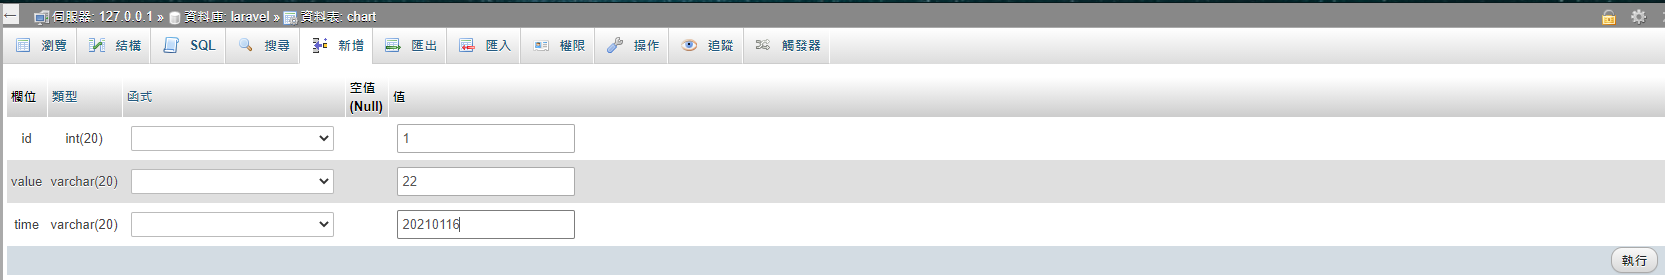 ← 伺服器: 127.0.0.1 » 資料庫: laravel » 資料表: chart
瀏覽 結構 SQL 搜尋 新增 匯出 匯入 權限 操作 追蹤 觸發器
欄位 類型 函式 空值 (Null) 值
id int(20) 1
value varchar(20) 22
time varchar(20) 20210116
執行